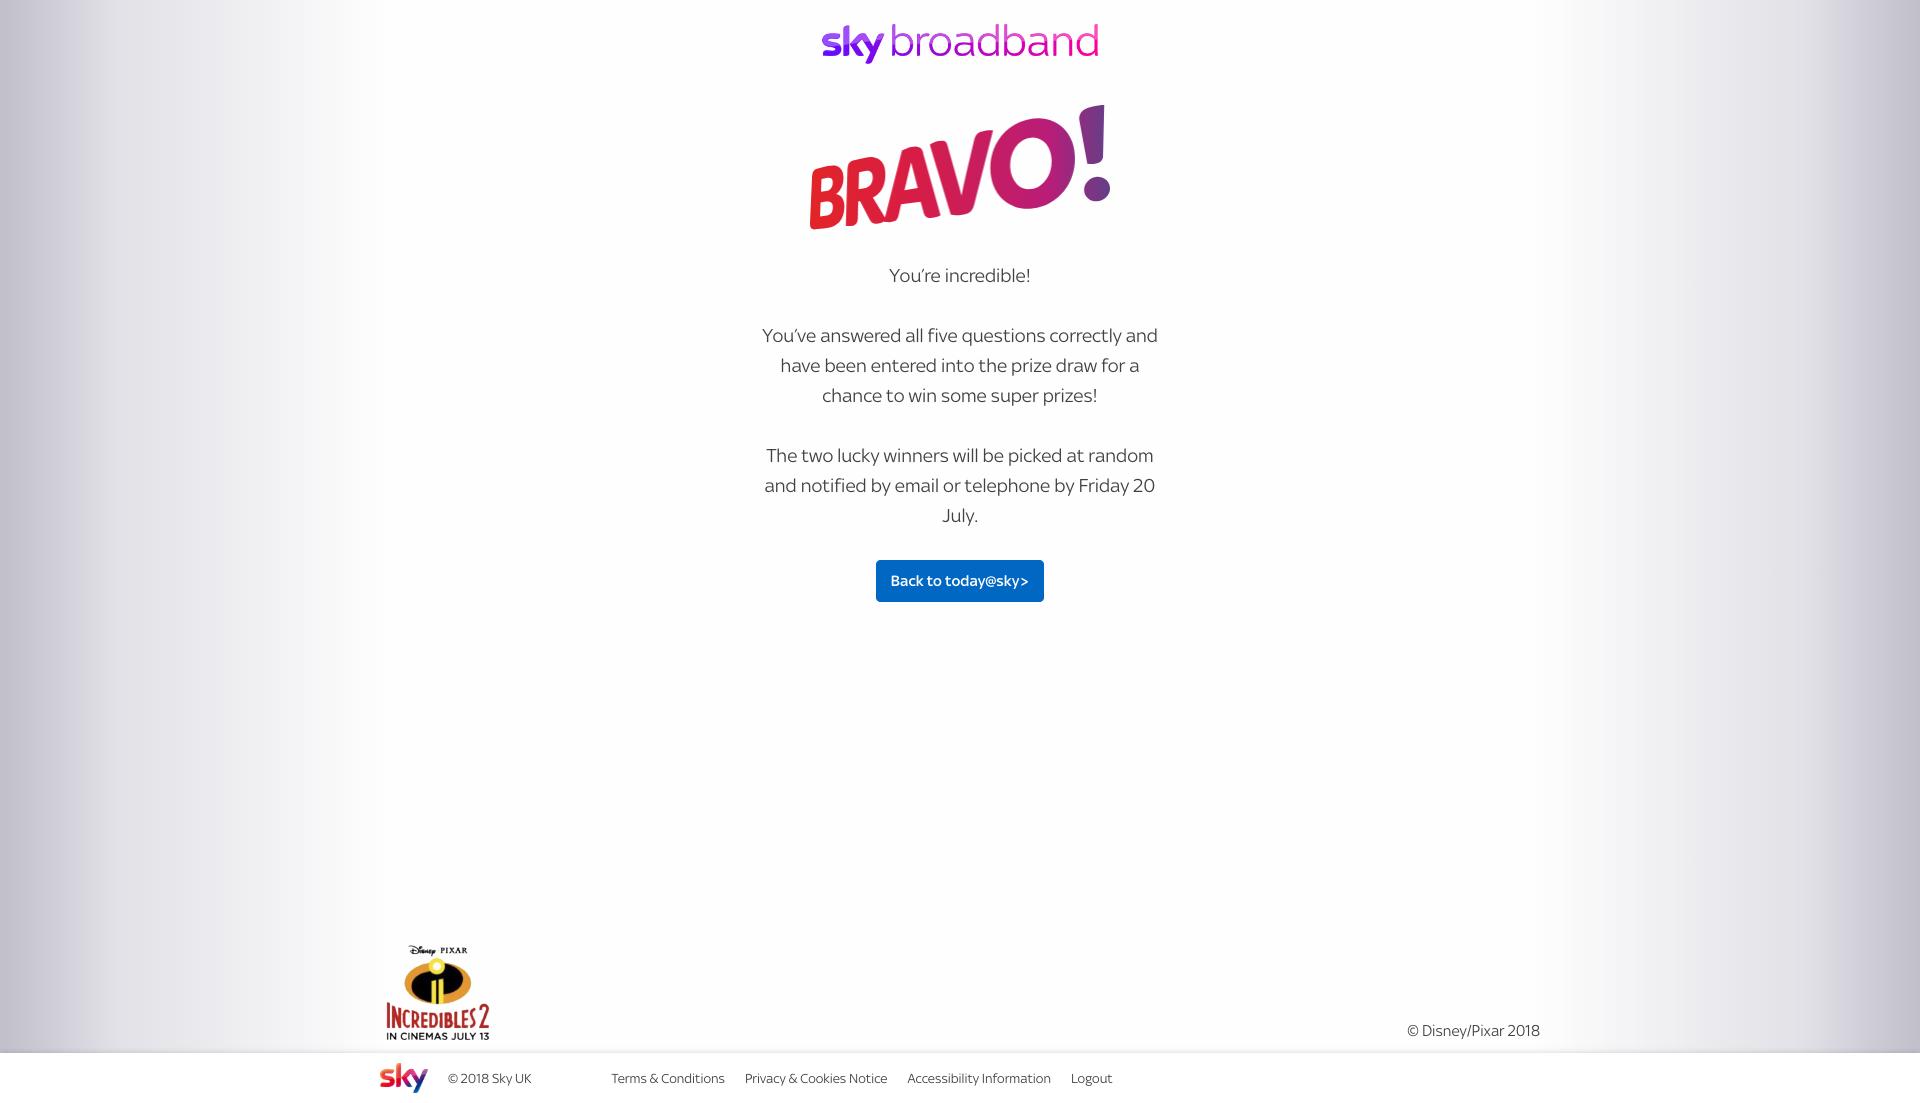 sky broadband
BRAVO!
You’re incredible!
You’ve answered all five questions correctly and
have been entered into the prize draw for a
chance to win some super prizes!
The two lucky winners will be picked at random
and notified by email or telephone by Friday 20
July.
Back to today@sky>
Disney PIXAR
INCREDIBLES 2
IN CINEMAS JULY 13
© Disney/Pixar 2018
sky © 2018 Sky UK Terms & Conditions Privacy & Cookies Notice Accessibility Information Logout